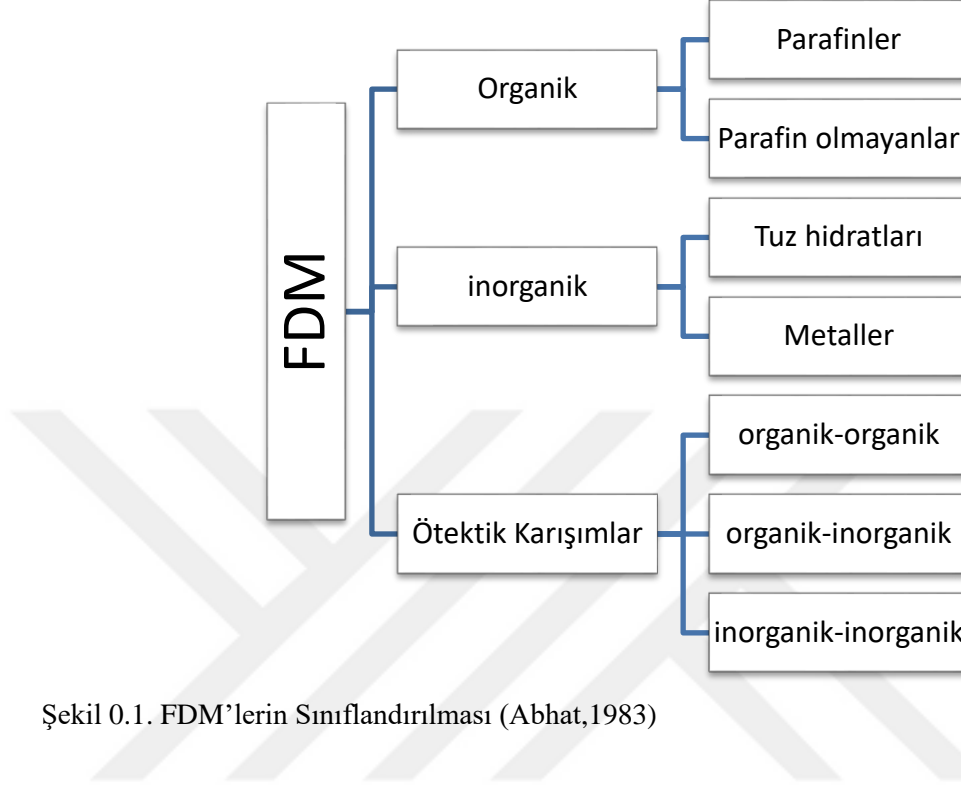 FDM
Organik
Parafinler
Parafin olmayanlar
inorganik
Tuz hidratları
Metaller
Ötektik Karışımlar
organik-organik
organik-inorganik
inorganik-inorganik
Şekil 0.1. FDM’lerin Sınıflandırılması (Abhat,1983)